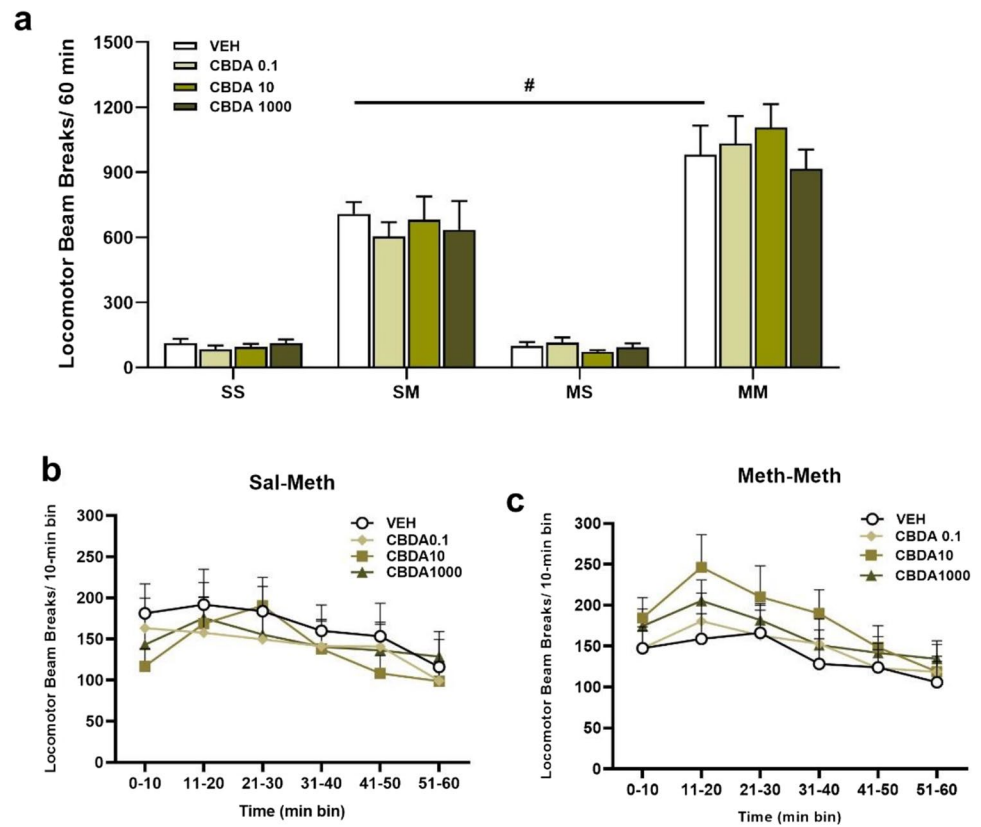 a
Locomotor Beam Breaks/ 60 min
1500
1200
900
600
300
0
VEH
CBDA 0.1
CBDA 10
CBDA 1000
#
SS SM MS MM
b
Sal-Meth
Locomotor Beam Breaks/ 10-min bin
300
250
200
150
100
50
0
VEH
CBDA0.1
CBDA10
CBDA1000
0-10 11-20 21-30 31-40 41-50 51-60
Time (min bin)
c
Meth-Meth
Locomotor Beam Breaks/ 10-min bin
300
250
200
150
100
50
0
VEH
CBDA 0.1
CBDA10
CBDA1000
0-10 11-20 21-30 31-40 41-50 51-60
Time (min bin)